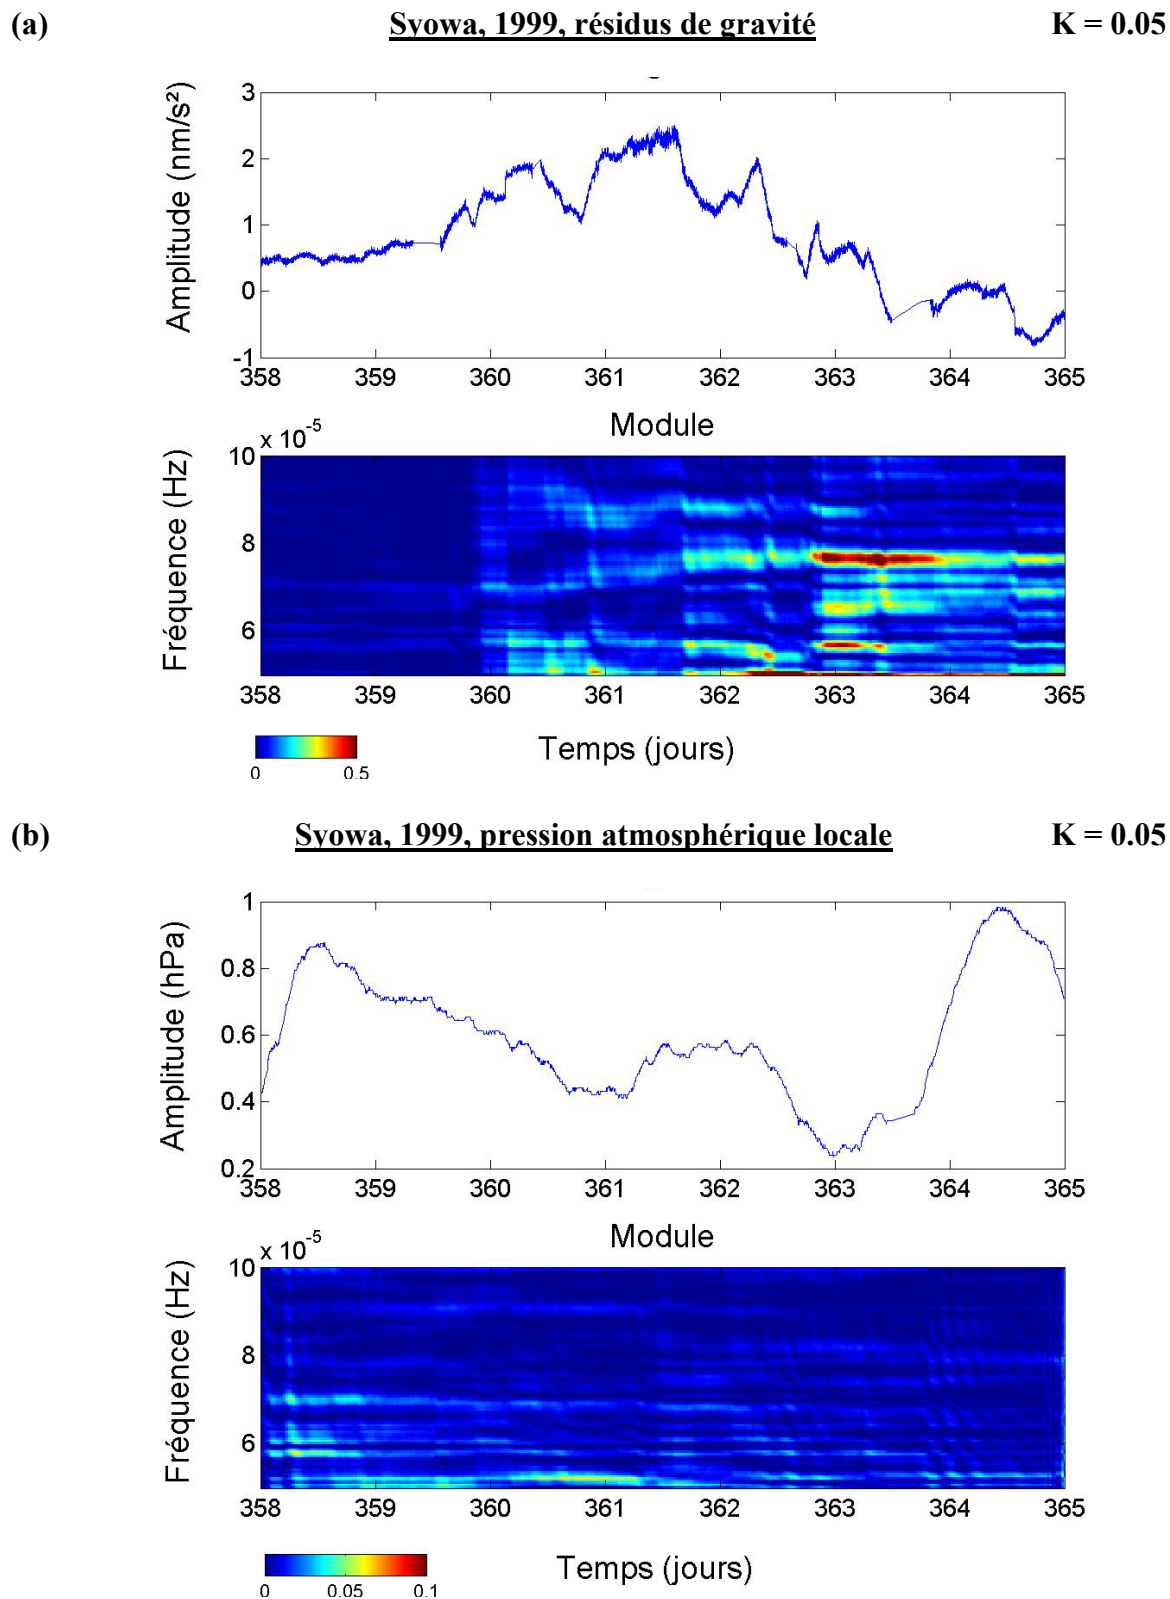 (a) Syowa, 1999, résidus de gravité K = 0.05
Amplitude (nm/s²)
3
2
1
0
-1
358 359 360 361 362 363 364 365
Module
x 10^-5
Fréquence (Hz)
10
8
6
358 359 360 361 362 363 364 365
Temps (jours)
0 0.5
(b) Syowa, 1999, pression atmosphérique locale K = 0.05
Amplitude (hPa)
1
0.8
0.6
0.4
0.2
358 359 360 361 362 363 364 365
Module
x 10^-5
Fréquence (Hz)
10
8
6
358 359 360 361 362 363 364 365
Temps (jours)
0 0.05 0.1